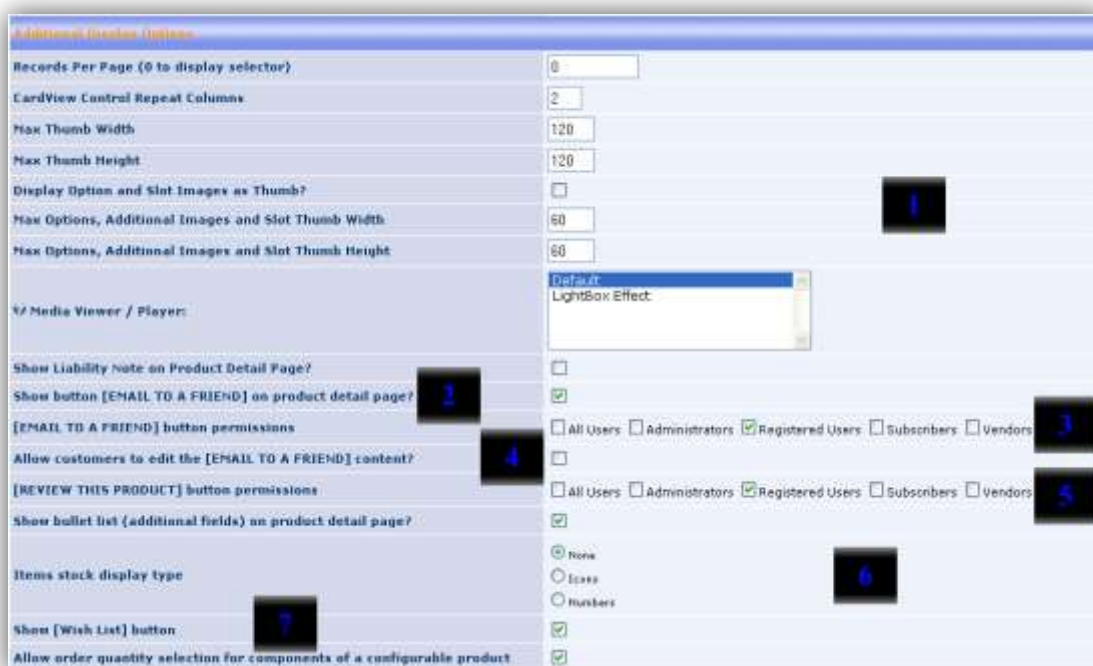 Additional Display Options
Records Per Page (0 to display selector) 0
CardView Control Repeat Columns 2
Max Thumb Width 120
Max Thumb Height 120
Display Option and Slot Images as Thumb?
1
Max Options, Additional Images and Slot Thumb Width 60
Max Options, Additional Images and Slot Thumb Height 60
Default
LightBox Effect
Media Viewer / Player:
Show Liability Note on Product Detail Page?
Show button [EMAIL TO A FRIEND] on product detail page? 2
[EMAIL TO A FRIEND] button permissions All Users Administrators Registered Users Subscribers Vendors 3
Allow customers to edit the [EMAIL TO A FRIEND] content? 4
[REVIEW THIS PRODUCT] button permissions All Users Administrators Registered Users Subscribers Vendors 5
Show bullet list (additional fields) on product detail page?
None
Items stock display type Icons 6
Numbers
Show [Wish List] button 7
Allow order quantity selection for components of a configurable product